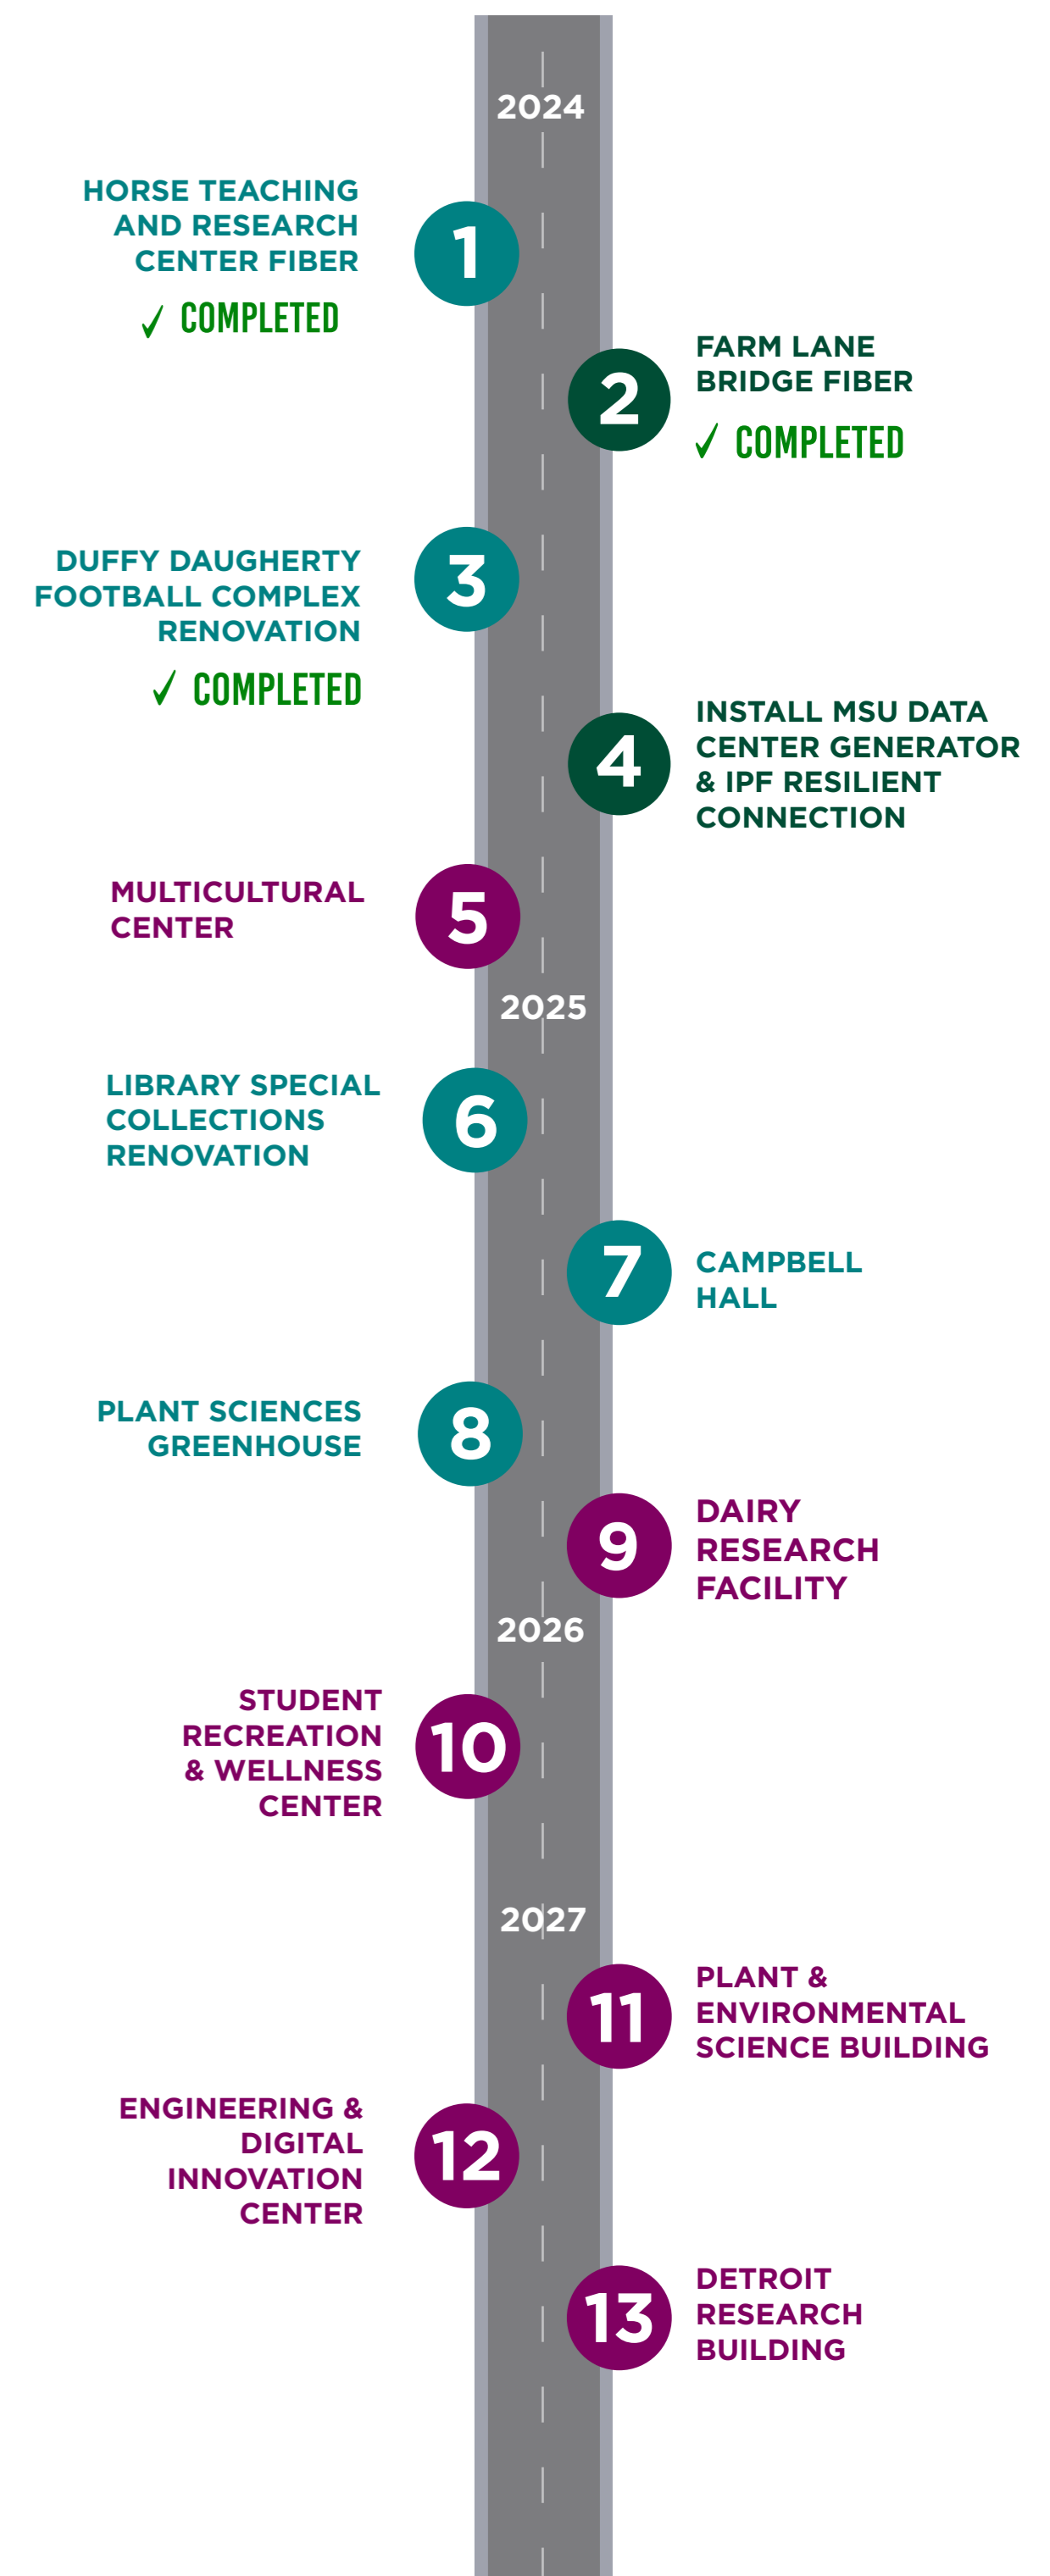 2024
HORSE TEACHING
AND RESEARCH
CENTER FIBER
✓ COMPLETED
1
2
FARM LANE
BRIDGE FIBER
✓ COMPLETED
DUFFY DAUGHERTY
FOOTBALL COMPLEX
RENOVATION
✓ COMPLETED
3
4
INSTALL MSU DATA
CENTER GENERATOR
& IPF RESILIENT
CONNECTION
MULTICULTURAL
CENTER
5
2025
LIBRARY SPECIAL
COLLECTIONS
RENOVATION
6
7
CAMPBELL
HALL
PLANT SCIENCES
GREENHOUSE
8
9
DAIRY
RESEARCH
FACILITY
2026
STUDENT
RECREATION
& WELLNESS
CENTER
10
2027
11
PLANT &
ENVIRONMENTAL
SCIENCE BUILDING
ENGINEERING &
DIGITAL
INNOVATION
CENTER
12
13
DETROIT
RESEARCH
BUILDING